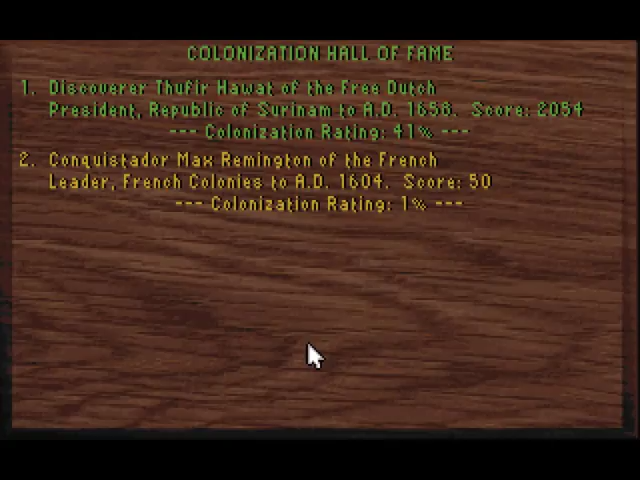 COLONIZATION HALL OF FAME
1. Discoverer Thufir Hawat of the Free Dutch
President, Republic of Surinam to A.D. 1658. Score: 2054
--- Colonization Rating: 41% ---
2. Conquistador Max Remington of the French
Leader, French Colonies to A.D. 1604. Score: 50
--- Colonization Rating: 1% ---